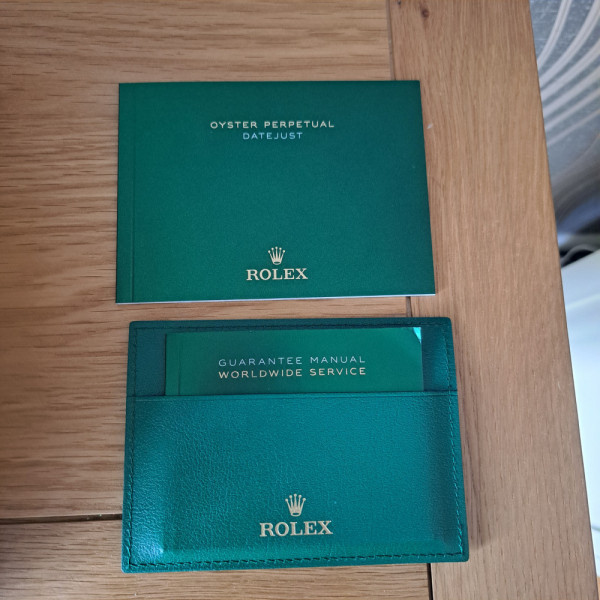 OYSTER PERPETUAL
DATEJUST
ROLEX
GUARANTEE MANUAL
WORLDWIDE SERVICE
ROLEX